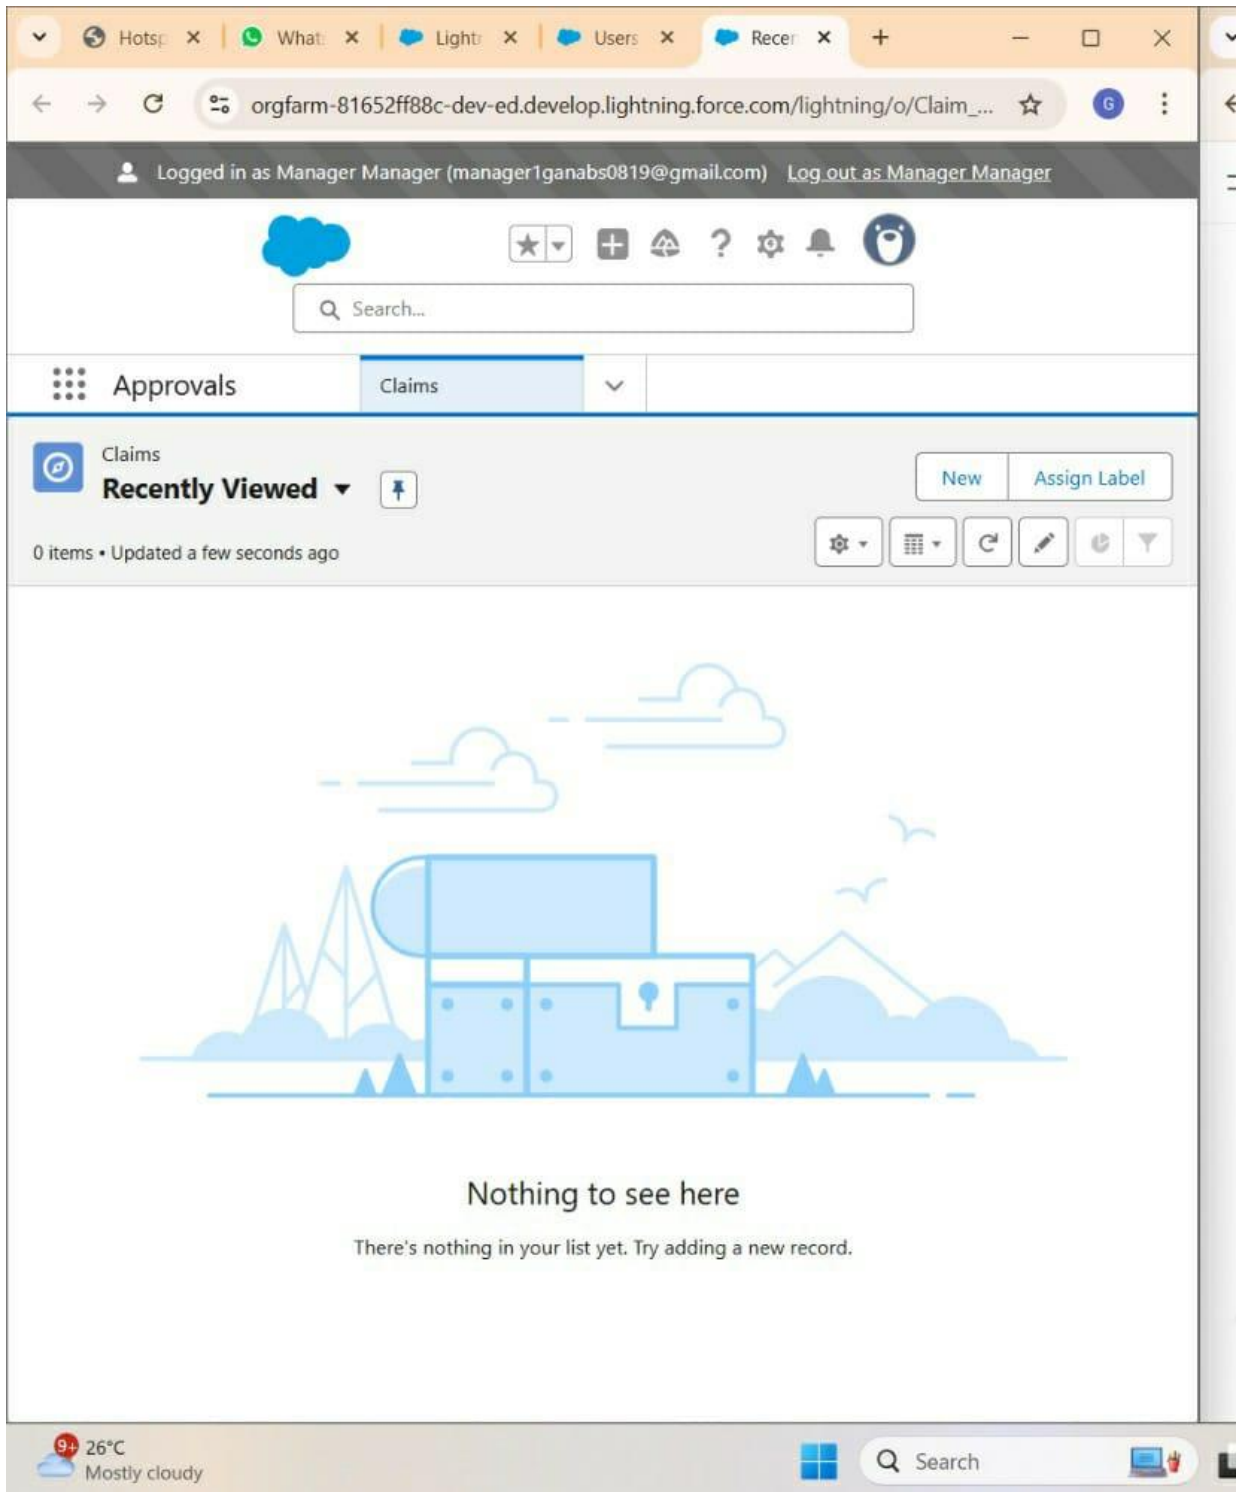 Hotsp
What
Light
Users
Recer
orgfarm-81652ff88c-dev-ed.develop.lightning.force.com/lightning/o/Claim_...
G
Logged in as Manager Manager (manager1ganabs0819@gmail.com) Log out as Manager Manager
Search...
Approvals
Claims
Claims
Recently Viewed
New
Assign Label
0 items • Updated a few seconds ago
Nothing to see here
There's nothing in your list yet. Try adding a new record.
9+
26°C
Mostly cloudy
Search